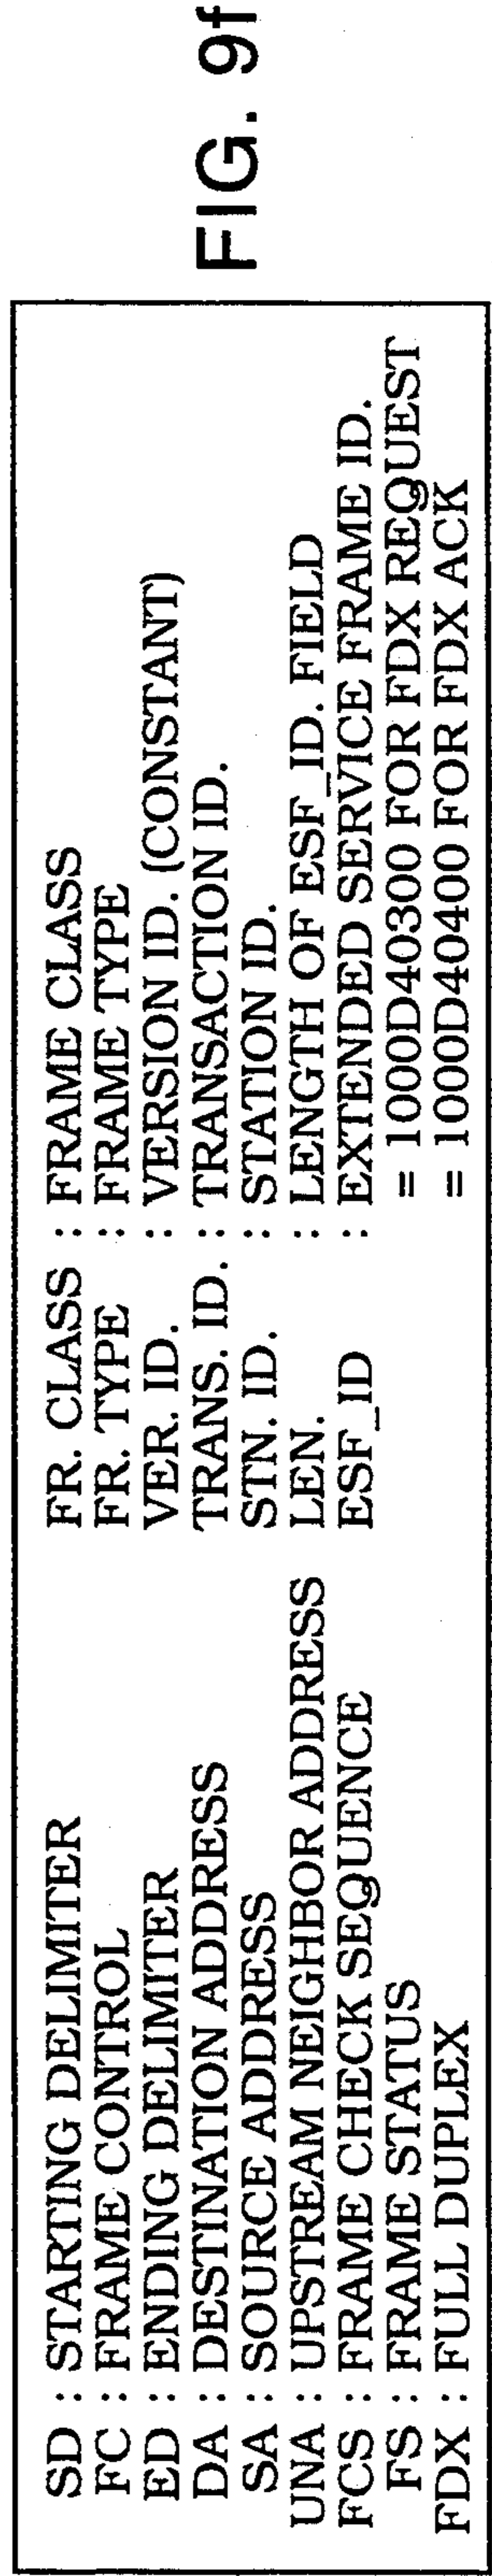 SD : STARTING DELIMITER
FC : FRAME CONTROL
ED : ENDING DELIMITER
DA : DESTINATION ADDRESS
SA : SOURCE ADDRESS
UNA : UPSTREAM NEIGHBOR ADDRESS
FCS : FRAME CHECK SEQUENCE
FS : FRAME STATUS
FDX : FULL DUPLEX
FR. CLASS : FRAME CLASS
FR. TYPE : FRAME TYPE
VER. ID. : VERSION ID. (CONSTANT)
TRANS. ID. : TRANSACTION ID.
STN. ID. : STATION ID.
LEN. : LENGTH OF ESF_ID. FIELD
ESF_ID : EXTENDED SERVICE FRAME ID.
= 1000D40300 FOR FDX REQUEST
= 1000D40400 FOR FDX ACK
FIG. 9f